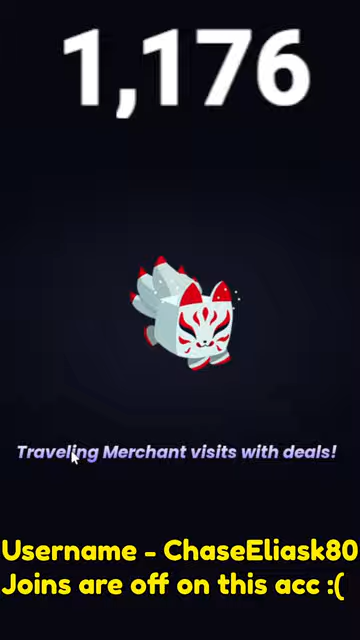 1,176
Traveling Merchant visits with deals!
Username - ChaseEliask80
Joins are off on this acc :(